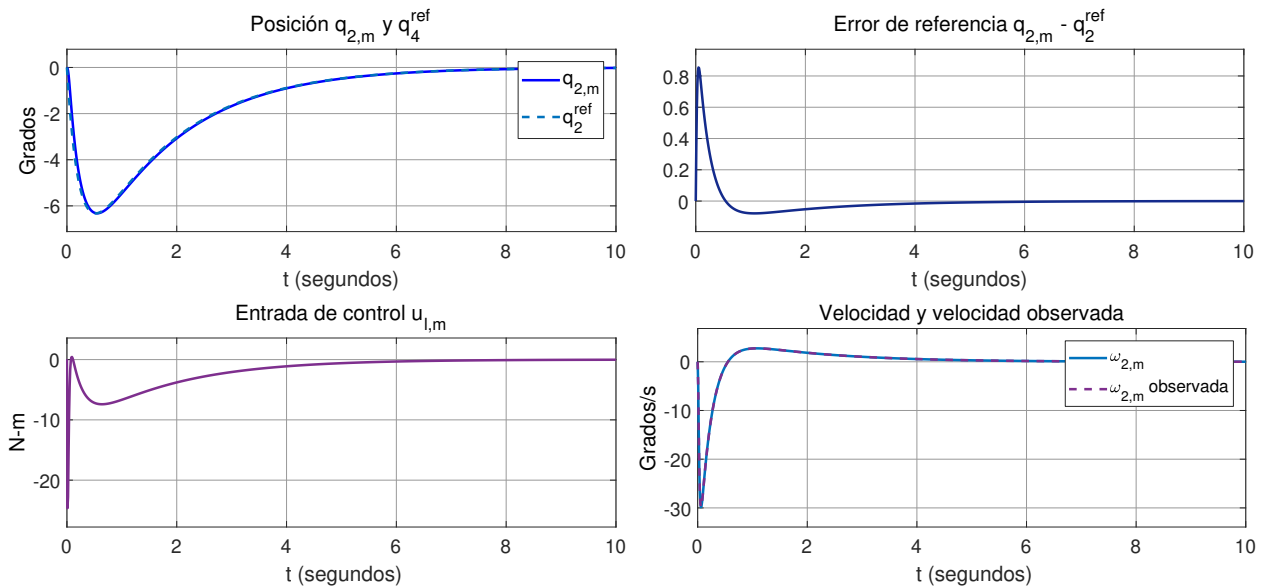 Posición q2,m y q4ref
Grados
0
-2
-4
-6
q2,m
q2ref
0 2 4 6 8 10
t (segundos)
Error de referencia q2,m - q2ref
0.8
0.6
0.4
0.2
0
0 2 4 6 8 10
t (segundos)
Entrada de control ul,m
N-m
0
-10
-20
0 2 4 6 8 10
t (segundos)
Velocidad y velocidad observada
Grados/s
0
-10
-20
-30
ω2,m
ω2,m observada
0 2 4 6 8 10
t (segundos)